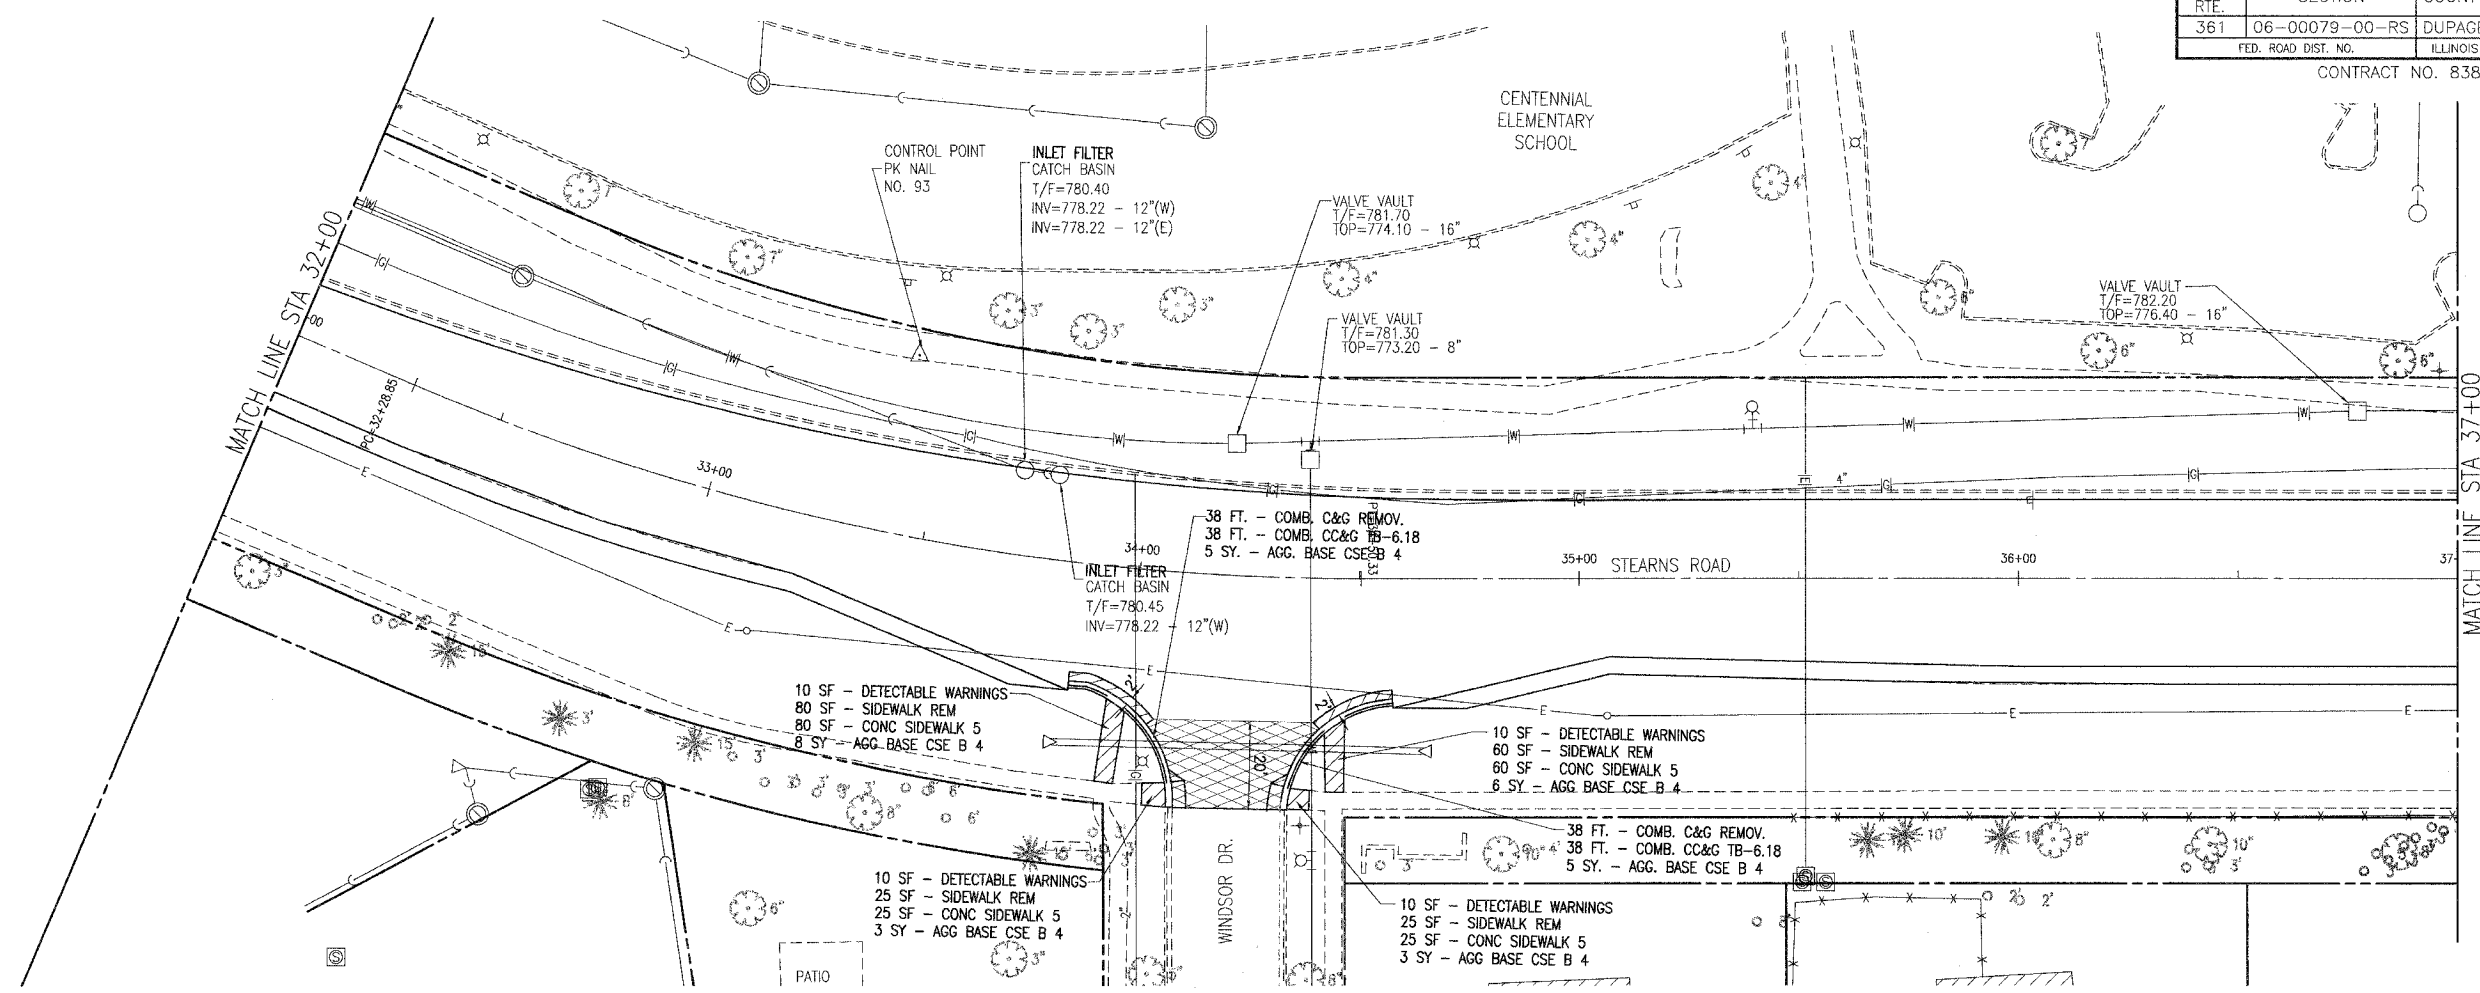 RTE.
361 06-00079-00-RS DUPAGE
FED. ROAD DIST. NO. ILLINOIS
CONTRACT NO. 838
CENTENNIAL
ELEMENTARY
SCHOOL
CONTROL POINT
PK NAIL
NO. 93
INLET FILTER
CATCH BASIN
T/F=780.40
INV=778.22 - 12"(W)
INV=778.22 - 12"(E)
VALVE VAULT
T/F=781.70
TOP=774.10 - 16"
VALVE VAULT
T/F=781.30
TOP=773.20 - 8"
VALVE VAULT
T/F=782.20
TOP=776.40 - 16"
MATCH LINE STA 32+00
MATCH LINE STA 37+00
PC=32+28.85
33+00
34+00
35+00
STEARNS ROAD
36+00
37
38 FT. - COMB. C&G REMOV.
38 FT. - COMB. CC&G TB-6.18
5 SY. - AGG. BASE CSE B 4
INLET FILTER
CATCH BASIN
T/F=780.45
INV=778.22 - 12"(W)
10 SF - DETECTABLE WARNINGS
80 SF - SIDEWALK REM
80 SF - CONC SIDEWALK 5
8 SY - AGG BASE CSE B 4
2'
2'
20'
10 SF - DETECTABLE WARNINGS
60 SF - SIDEWALK REM
60 SF - CONC SIDEWALK 5
6 SY - AGG BASE CSE B 4
38 FT. - COMB. C&G REMOV.
38 FT. - COMB. CC&G TB-6.18
5 SY. - AGG. BASE CSE B 4
10 SF - DETECTABLE WARNINGS
25 SF - SIDEWALK REM
25 SF - CONC SIDEWALK 5
3 SY - AGG BASE CSE B 4
WINDSOR DR.
10 SF - DETECTABLE WARNINGS
25 SF - SIDEWALK REM
25 SF - CONC SIDEWALK 5
3 SY - AGG BASE CSE B 4
PATIO